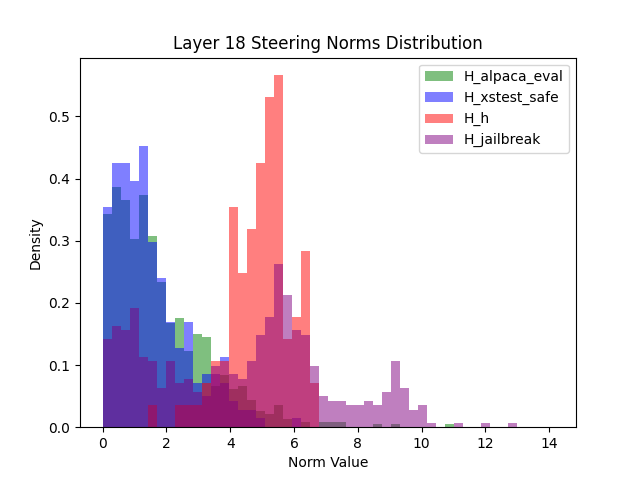 Layer 18 Steering Norms Distribution
H_alpaca_eval
H_xstest_safe
H_h
H_jailbreak
Density
0.5
0.4
0.3
0.2
0.1
0.0
0 2 4 6 8 10 12 14
Norm Value